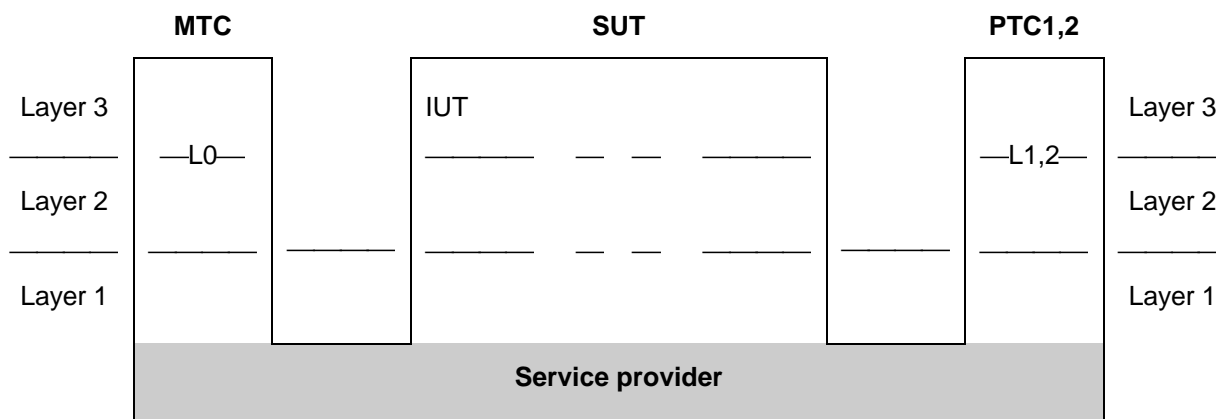 MTC SUT PTC1,2
Layer 3 IUT Layer 3
L0 L1,2
Layer 2 Layer 2
Layer 1 Layer 1
Service provider